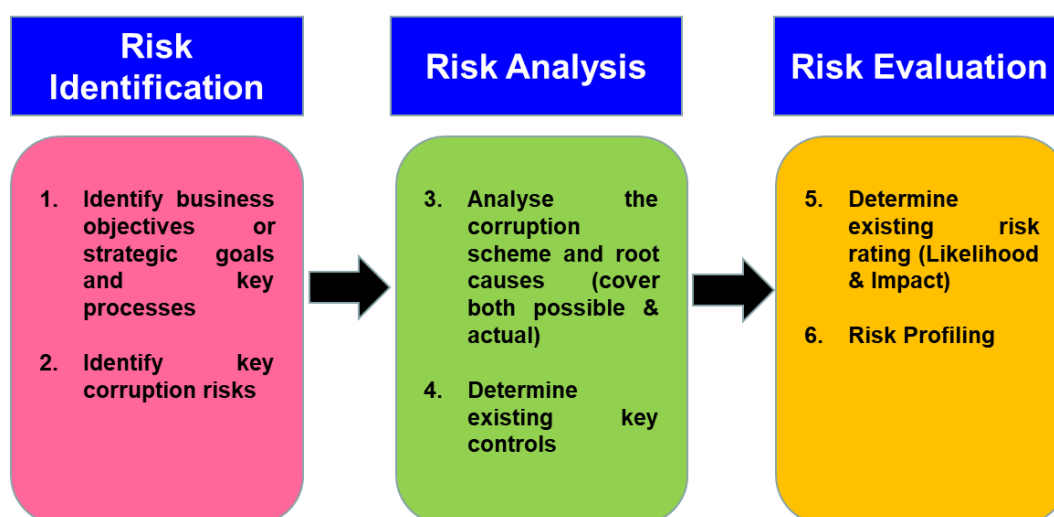 Risk
Identification
1. Identify business
objectives or
strategic goals
and key
processes
2. Identify key
corruption risks
Risk Analysis
3. Analyse the
corruption
scheme and root
causes (cover
both possible &
actual)
4. Determine
existing key
controls
Risk Evaluation
5. Determine
existing risk
rating (Likelihood
& Impact)
6. Risk Profiling